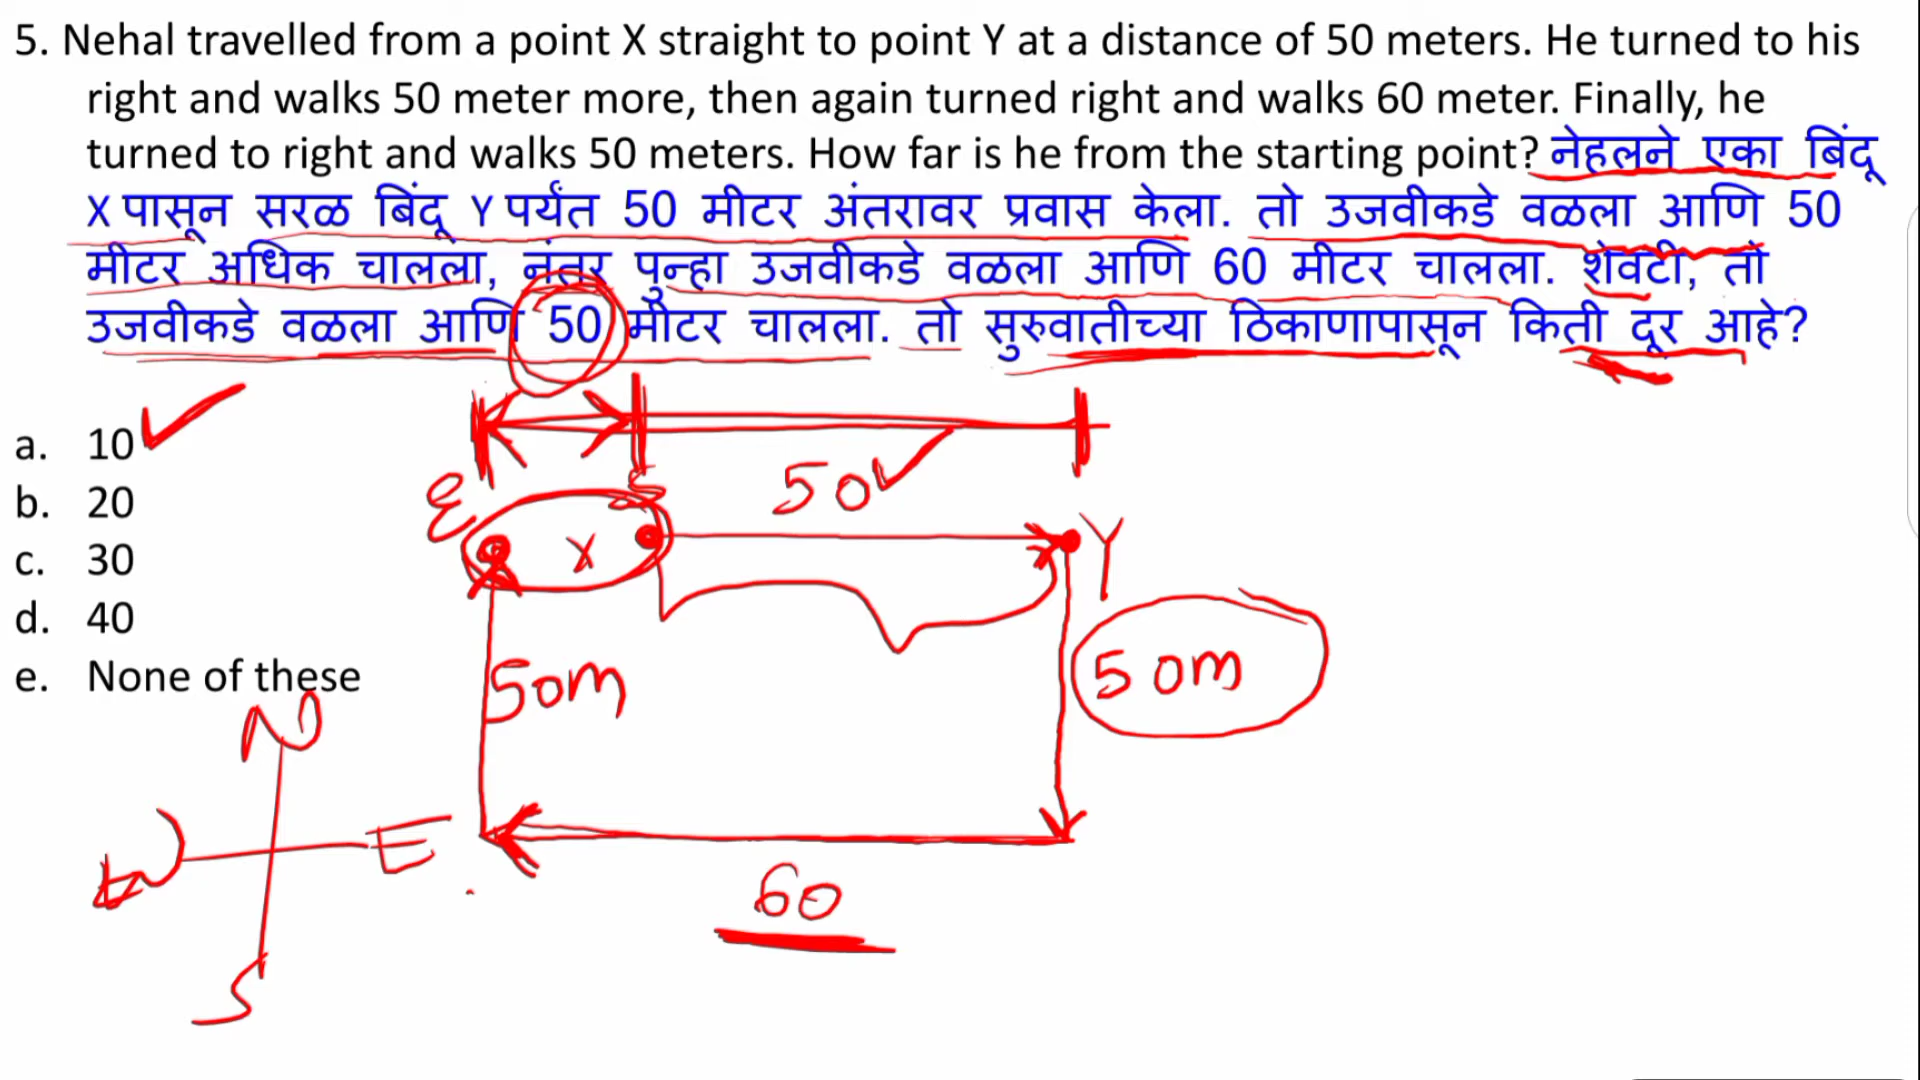 5. Nehal travelled from a point X straight to point Y at a distance of 50 meters. He turned to his
right and walks 50 meter more, then again turned right and walks 60 meter. Finally, he
turned to right and walks 50 meters. How far is he from the starting point? नेहलने एका बिंदू
X पासून सरळ बिंदू Y पर्यंत 50 मीटर अंतरावर प्रवास केला. तो उजवीकडे वळला आणि 50
मीटर अधिक चालला, नंतर पुन्हा उजवीकडे वळला आणि 60 मीटर चालला. शेवटी, तो
उजवीकडे वळला आणि 50 मीटर चालला. तो सुरुवातीच्या ठिकाणापासून किती दूर आहे?
a. 10
b. 20
c. 30
d. 40
e. None of these
50
E
S
X
Y
50m
50m
N
W
E
60
S